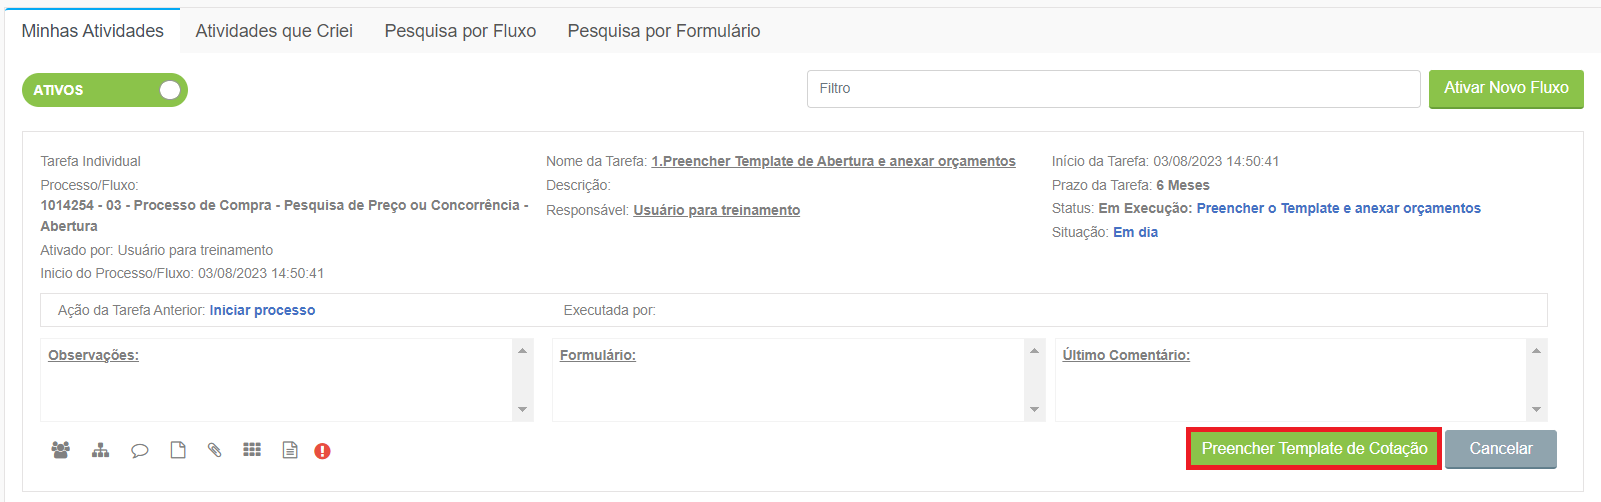 Minhas Atividades
Atividades que Criei
Pesquisa por Fluxo
Pesquisa por Formulário
ATIVOS
Filtro
Ativar Novo Fluxo
Tarefa Individual
Processo/Fluxo:
1014254 - 03 - Processo de Compra - Pesquisa de Preço ou Concorrência -
Abertura
Ativado por: Usuário para treinamento
Inicio do Processo/Fluxo: 03/08/2023 14:50:41
Nome da Tarefa: 1.Preencher Template de Abertura e anexar orçamentos
Descrição:
Responsável: Usuário para treinamento
Início da Tarefa: 03/08/2023 14:50:41
Prazo da Tarefa: 6 Meses
Status: Em Execução: Preencher o Template e anexar orçamentos
Situação: Em dia
Ação da Tarefa Anterior: Iniciar processo
Executada por:
Observações:
Formulário:
Último Comentário:
Preencher Template de Cotação
Cancelar